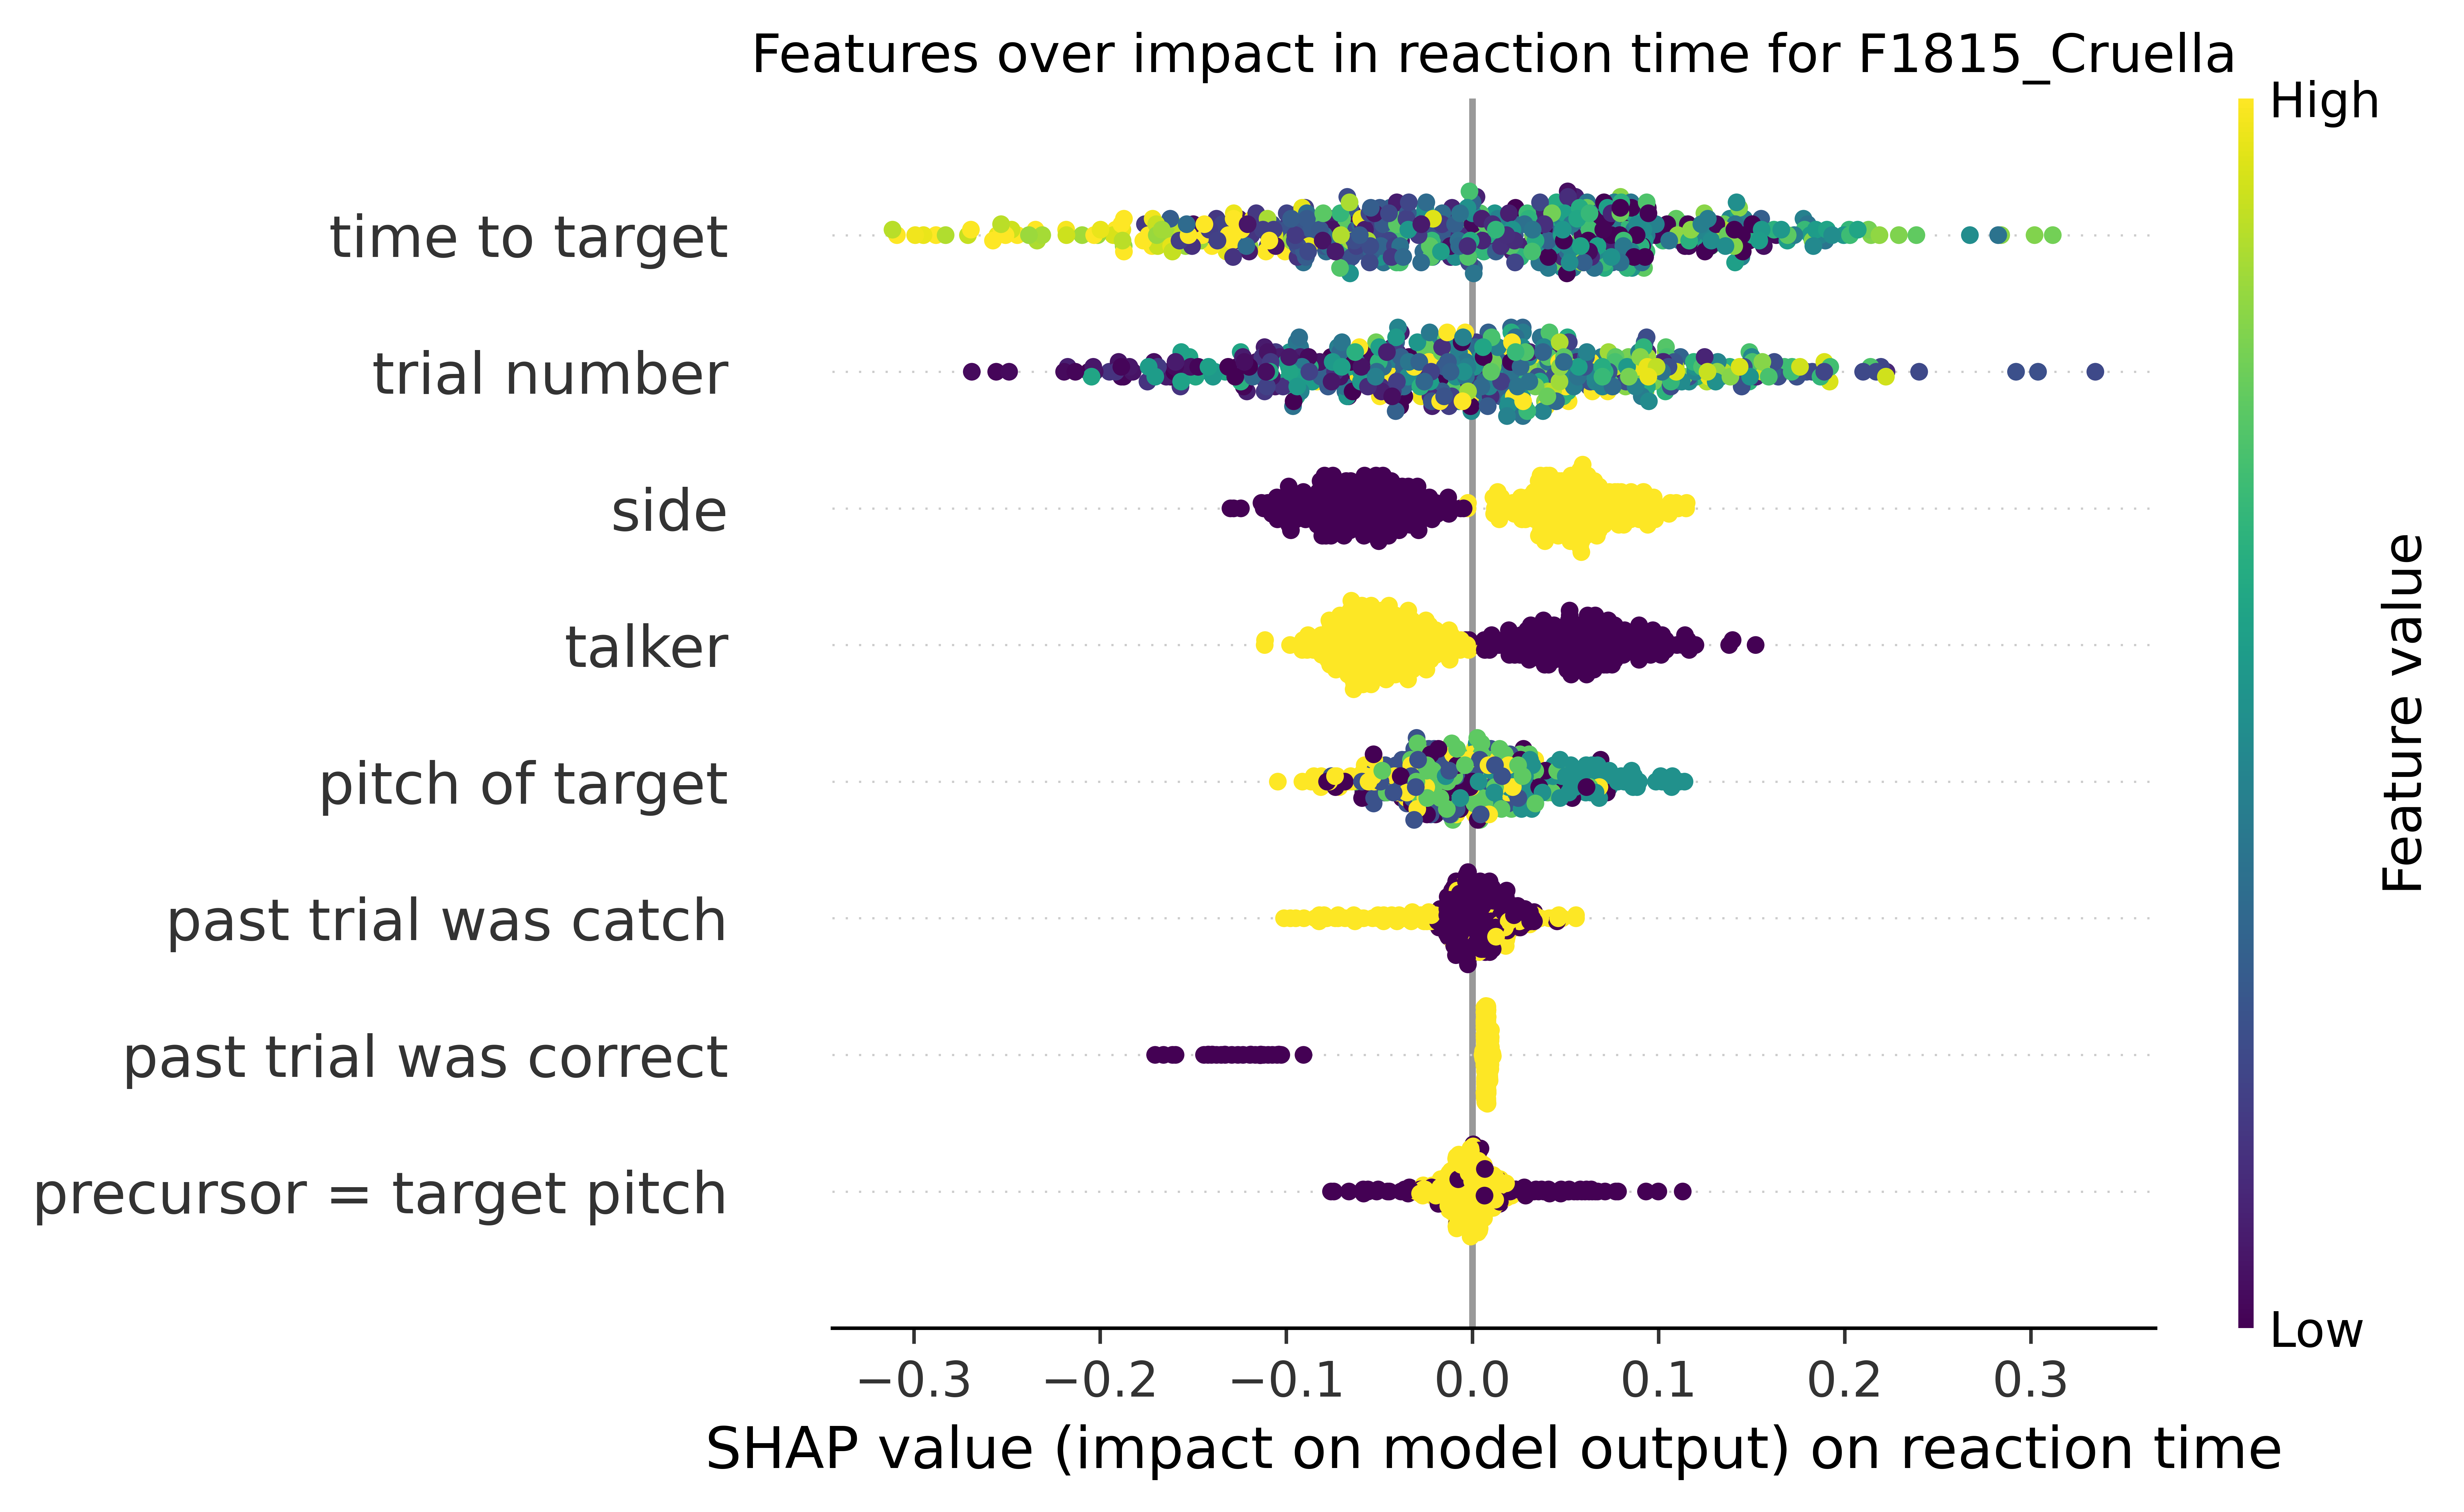 Features over impact in reaction time for F1815_Cruella
High
time to target
trial number
side
talker
pitch of target
past trial was catch
past trial was correct
precursor = target pitch
Feature value
Low
−0.3 −0.2 −0.1 0.0 0.1 0.2 0.3
SHAP value (impact on model output) on reaction time